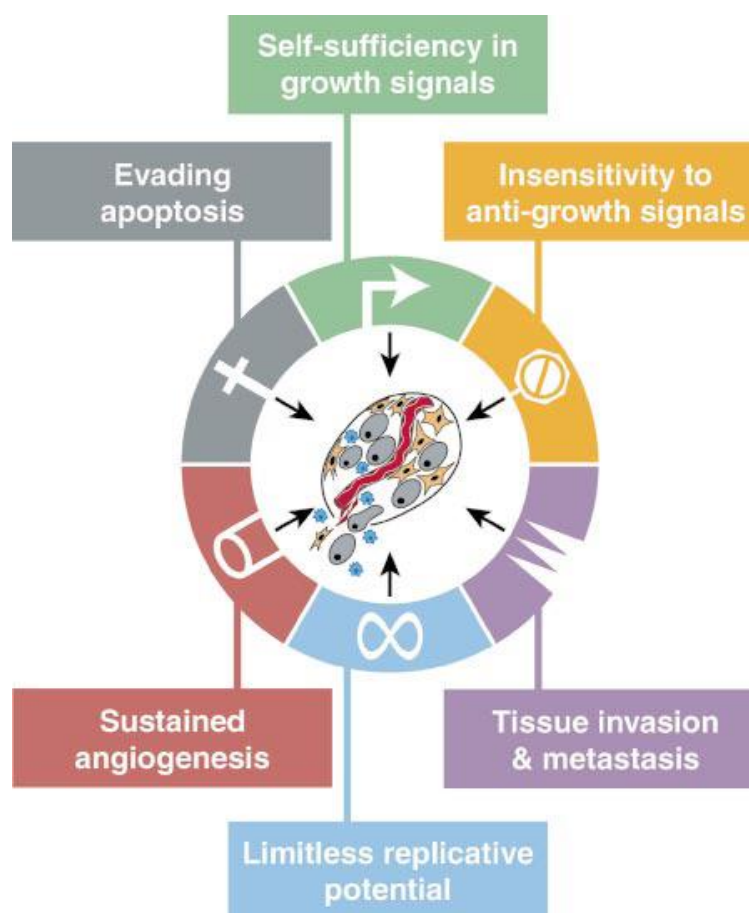 Self-sufficiency in
growth signals
Evading
apoptosis
Insensitivity to
anti-growth signals
Sustained
angiogenesis
Tissue invasion
& metastasis
Limitless replicative
potential